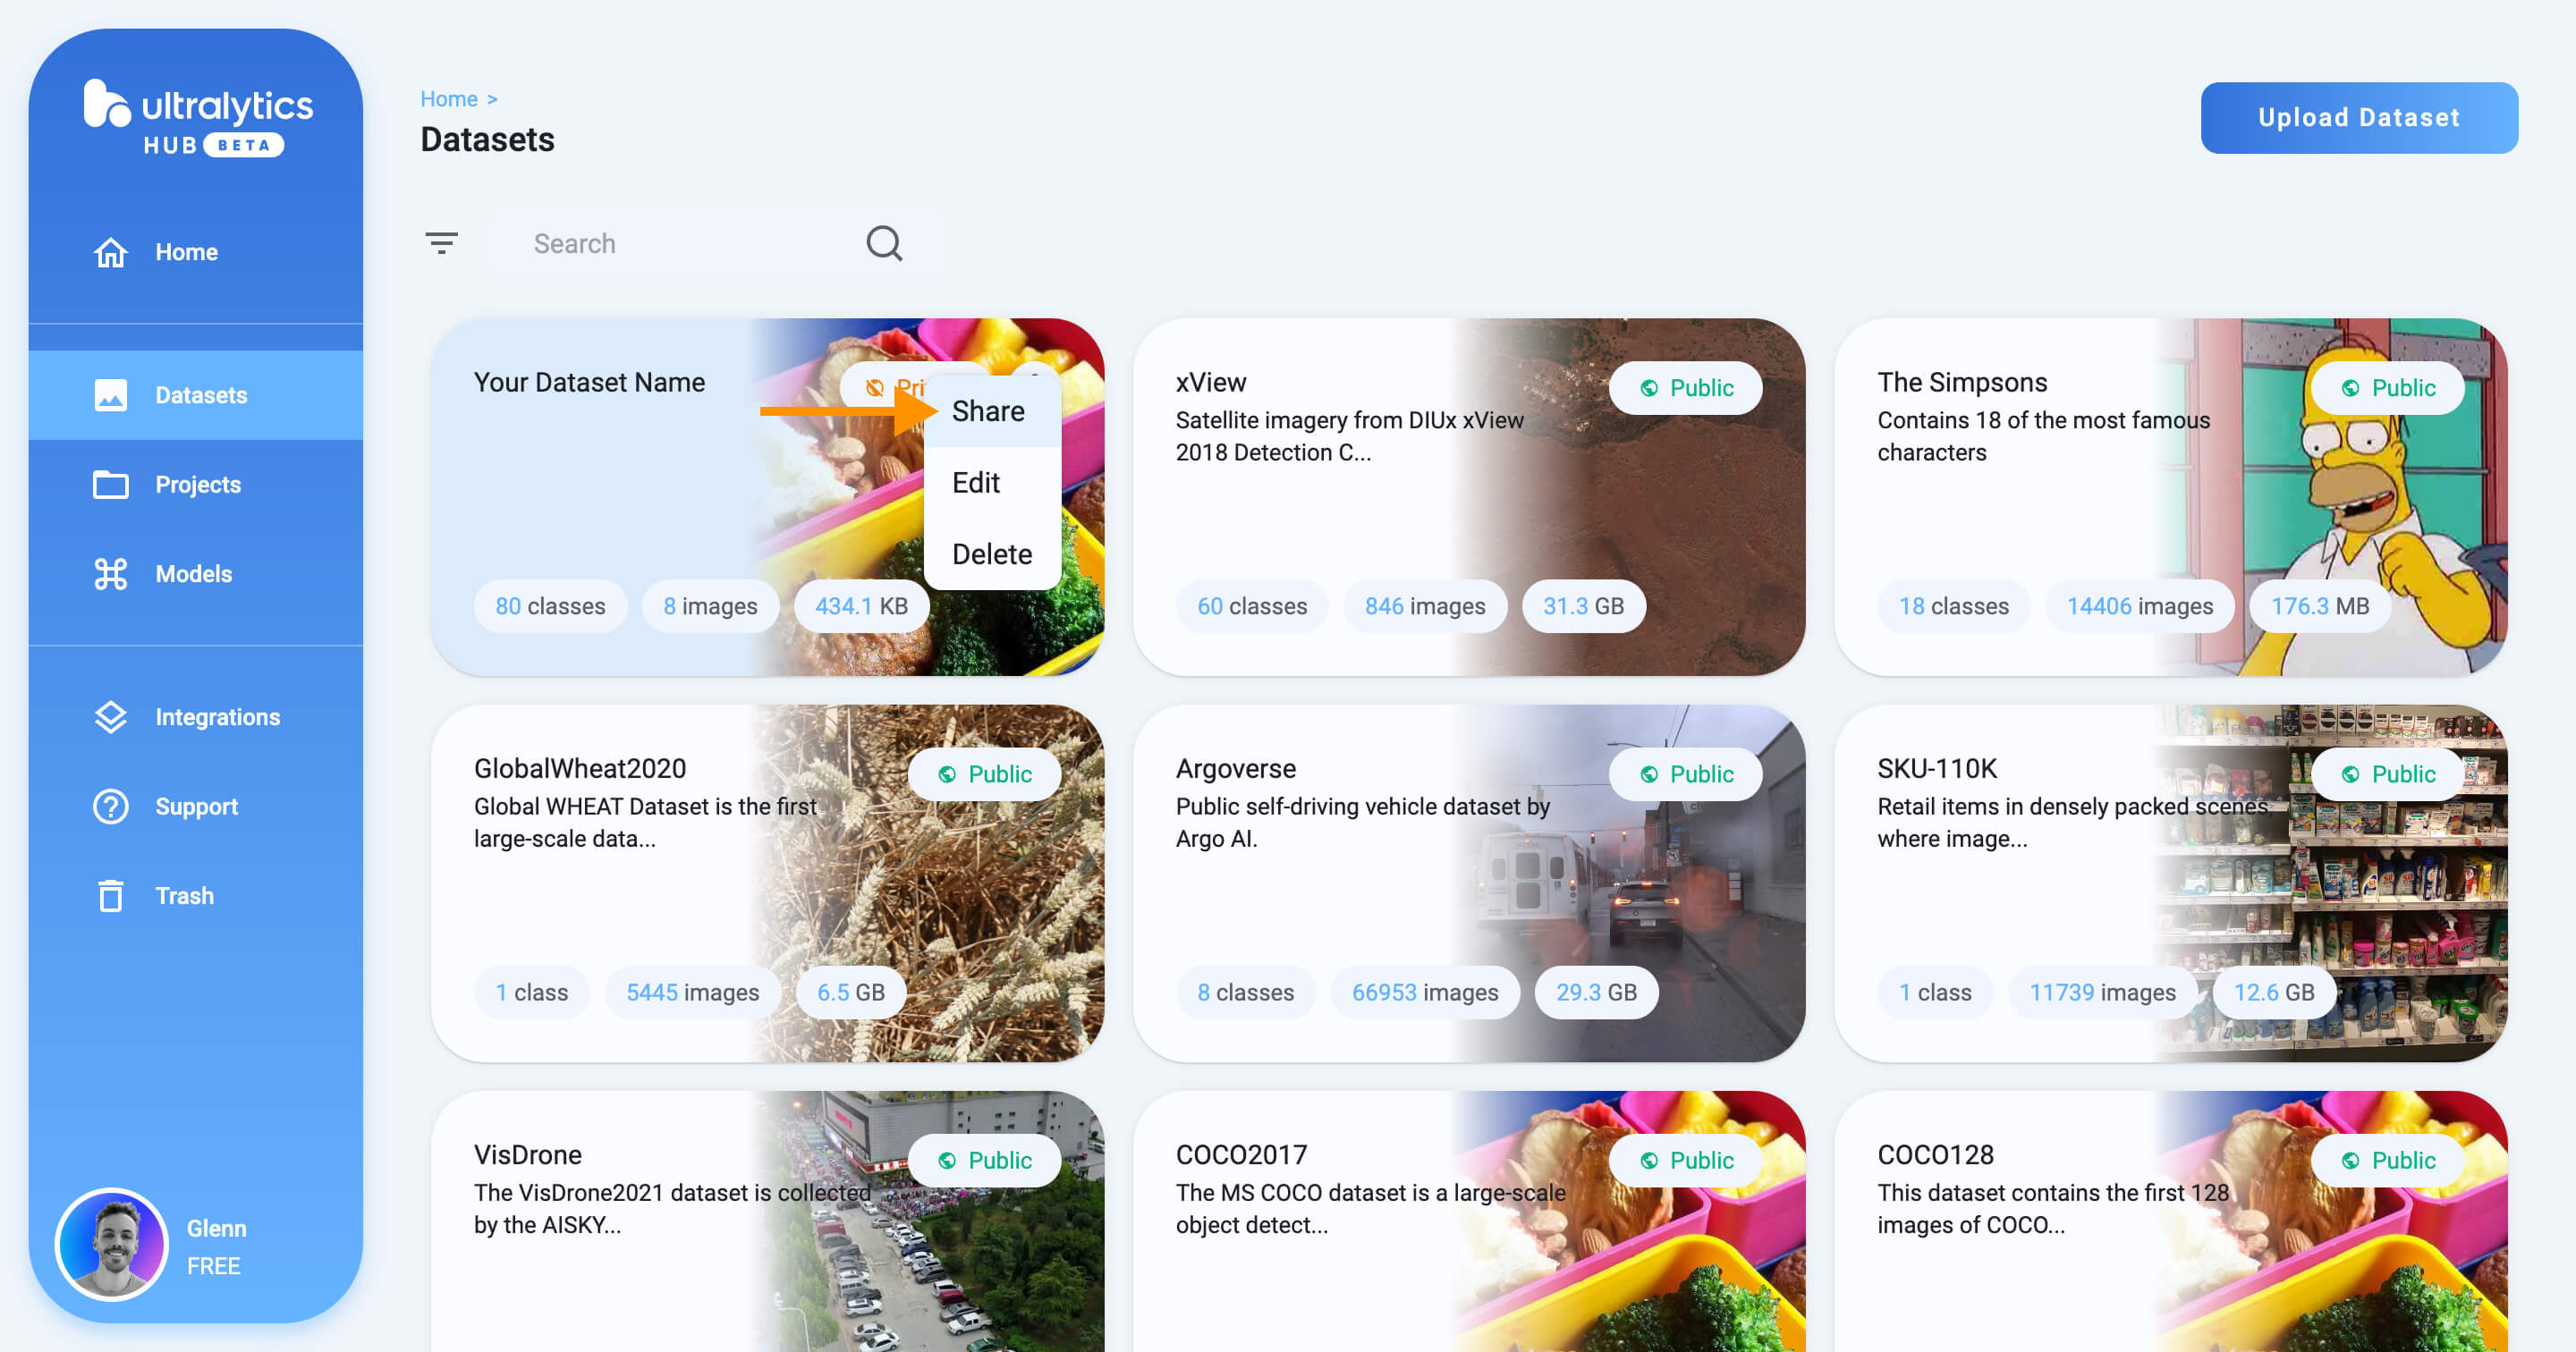 ultralytics
HUB BETA
Home
Datasets
Projects
Models
Integrations
Support
Trash
Glenn
FREE
Home >
Datasets
Upload Dataset
Search
Your Dataset Name
Share
Edit
Delete
80 classes 8 images 434.1 KB
xView
Public
Satellite imagery from DIUx xView
2018 Detection C...
60 classes 846 images 31.3 GB
The Simpsons
Public
Contains 18 of the most famous
characters
18 classes 14406 images 176.3 MB
GlobalWheat2020
Public
Global WHEAT Dataset is the first
large-scale data...
1 class 5445 images 6.5 GB
Argoverse
Public
Public self-driving vehicle dataset by
Argo AI.
8 classes 66953 images 29.3 GB
SKU-110K
Public
Retail items in densely packed scenes,
where image...
1 class 11739 images 12.6 GB
VisDrone
Public
The VisDrone2021 dataset is collected
by the AISKY...
COCO2017
Public
The MS COCO dataset is a large-scale
object detect...
COCO128
Public
This dataset contains the first 128
images of COCO...